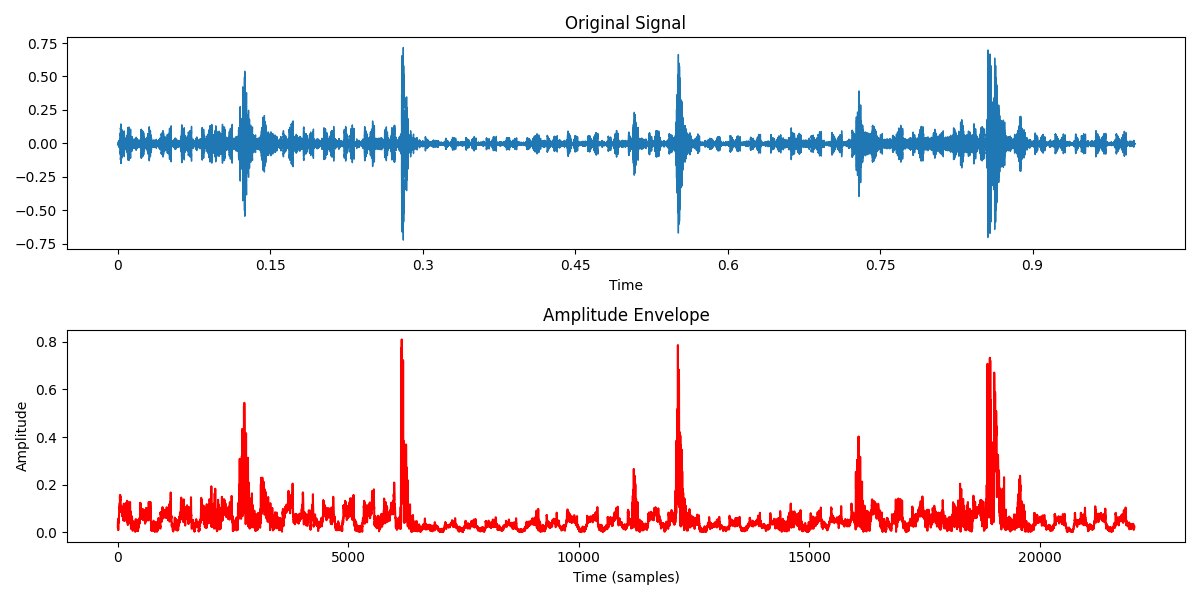 Original Signal
0.75
0.50
0.25
0.00
−0.25
−0.50
−0.75
0 0.15 0.3 0.45 0.6 0.75 0.9
Time
Amplitude Envelope
Amplitude
0.8
0.6
0.4
0.2
0.0
0 5000 10000 15000 20000
Time (samples)